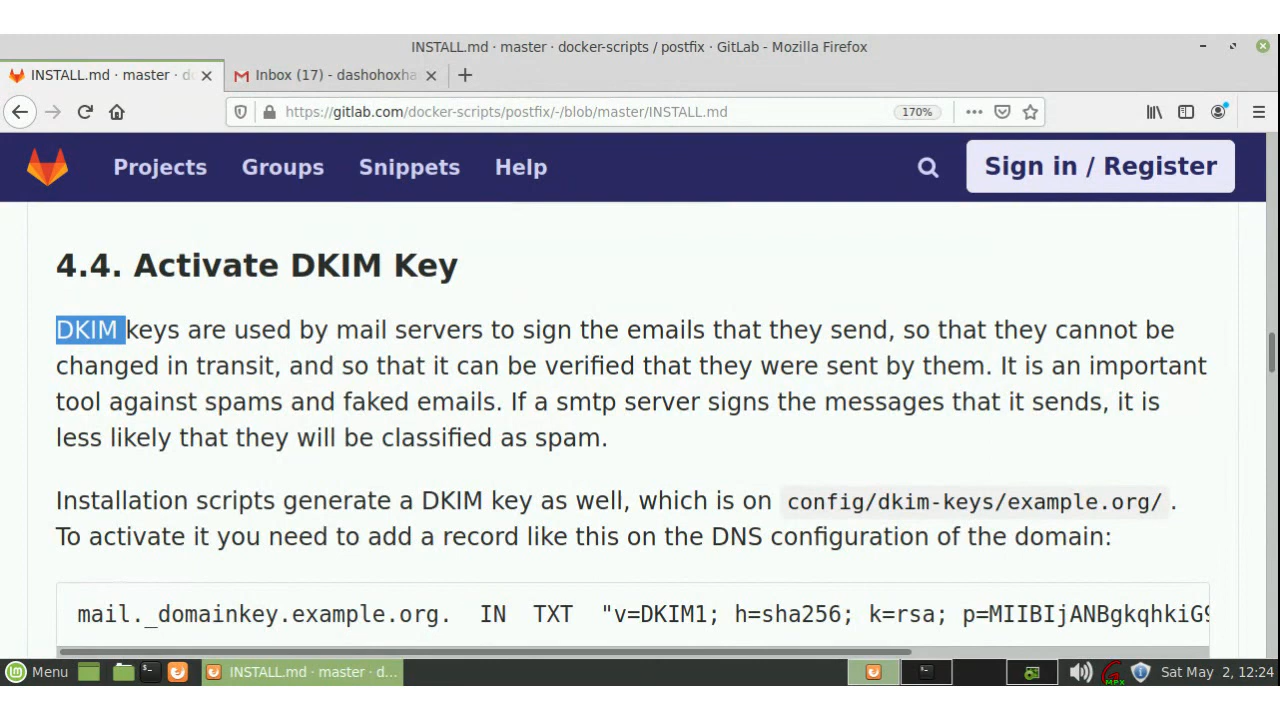 INSTALL.md · master · docker-scripts / postfix · GitLab - Mozilla Firefox
INSTALL.md · master · d
Inbox (17) - dashohoxha
https://gitlab.com/docker-scripts/postfix/-/blob/master/INSTALL.md
170%
Projects Groups Snippets Help Sign in / Register
4.4. Activate DKIM Key
DKIM keys are used by mail servers to sign the emails that they send, so that they cannot be
changed in transit, and so that it can be verified that they were sent by them. It is an important
tool against spams and faked emails. If a smtp server signs the messages that it sends, it is
less likely that they will be classified as spam.
Installation scripts generate a DKIM key as well, which is on config/dkim-keys/example.org/ .
To activate it you need to add a record like this on the DNS configuration of the domain:
mail._domainkey.example.org. IN TXT "v=DKIM1; h=sha256; k=rsa; p=MIIBIjANBgkqhkiG9
Menu INSTALL.md · master · d... MPX Sat May 2, 12:24